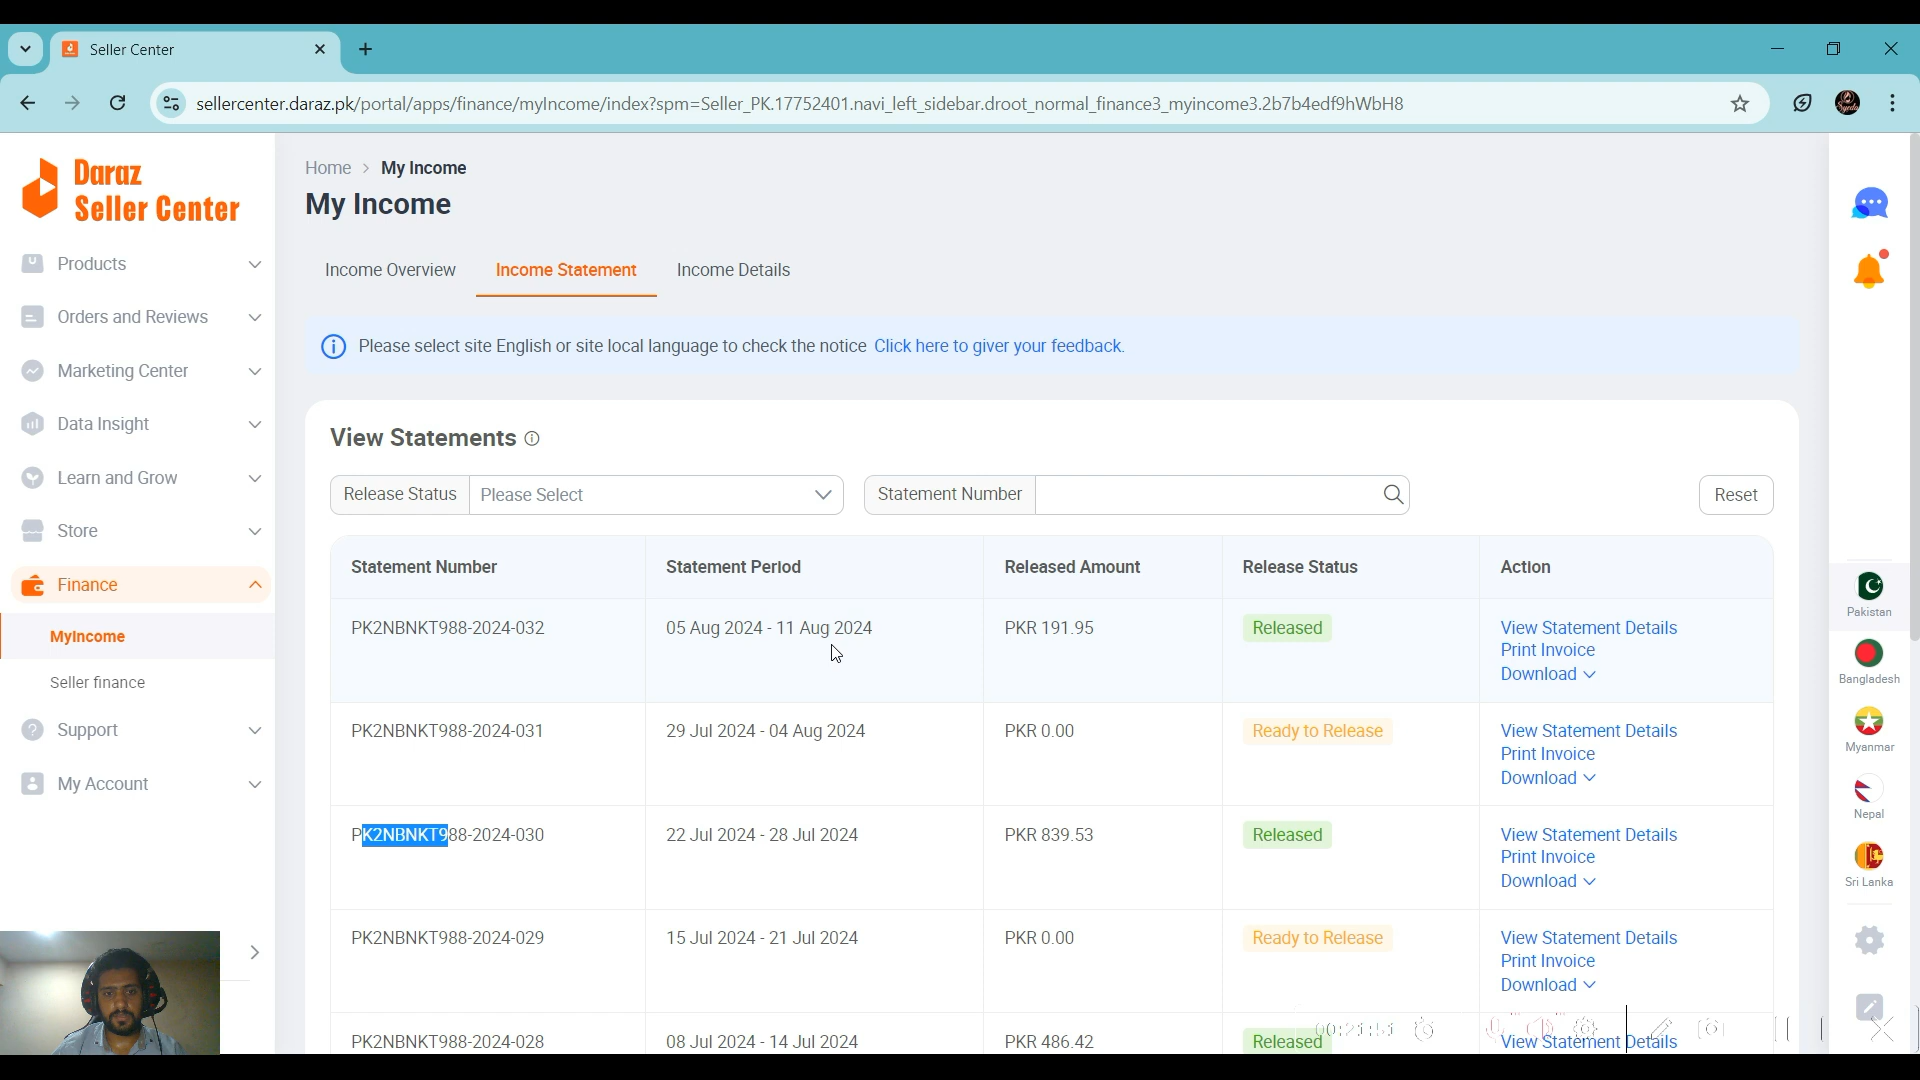 Seller Center
sellercenter.daraz.pk/portal/apps/finance/myIncome/index?spm=Seller_PK.17752401.navi_left_sidebar.droot_normal_finance3_myincome3.2b7b4edf9hWbH8
Daraz
Seller Center
Products
Orders and Reviews
Marketing Center
Data Insight
Learn and Grow
Store
Finance
MyIncome
Seller finance
Support
My Account
Home > My Income
My Income
Income Overview Income Statement Income Details
Please select site English or site local language to check the notice Click here to giver your feedback.
View Statements
Release Status Please Select Statement Number Reset
Statement Number Statement Period Released Amount Release Status Action
PK2NBNKT988-2024-032 05 Aug 2024 - 11 Aug 2024 PKR 191.95 Released View Statement Details
Print Invoice
Download
PK2NBNKT988-2024-031 29 Jul 2024 - 04 Aug 2024 PKR 0.00 Ready to Release View Statement Details
Print Invoice
Download
PK2NBNKT988-2024-030 22 Jul 2024 - 28 Jul 2024 PKR 839.53 Released View Statement Details
Print Invoice
Download
PK2NBNKT988-2024-029 15 Jul 2024 - 21 Jul 2024 PKR 0.00 Ready to Release View Statement Details
Print Invoice
Download
PK2NBNKT988-2024-028 08 Jul 2024 - 14 Jul 2024 PKR 486.42 Released View Statement Details
00:21:51
Pakistan
Bangladesh
Myanmar
Nepal
Sri Lanka